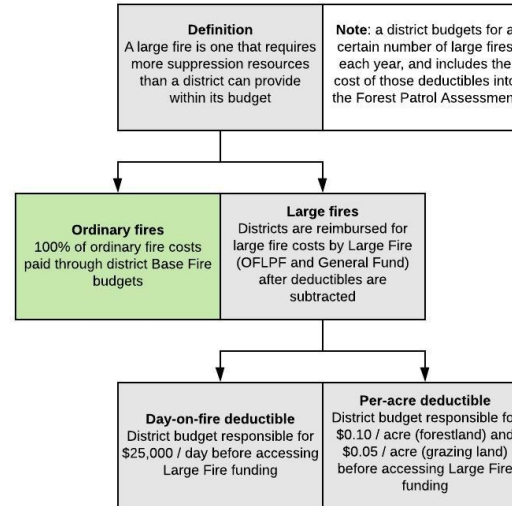 Definition
A large fire is one that requires
more suppression resources
than a district can provide
within its budget
Note: a district budgets for a
certain number of large fires
each year, and includes the
cost of those deductibles into
the Forest Patrol Assessmen
Ordinary fires
100% of ordinary fire costs
paid through district Base Fire
budgets
Large fires
Districts are reimbursed for
large fire costs by Large Fire
(OFLPF and General Fund)
after deductibles are
subtracted
Day-on-fire deductible
District budget responsible for
$25,000 / day before accessing
Large Fire funding
Per-acre deductible
District budget responsible fo
$0.10 / acre (forestland) and
$0.05 / acre (grazing land)
before accessing Large Fire
funding